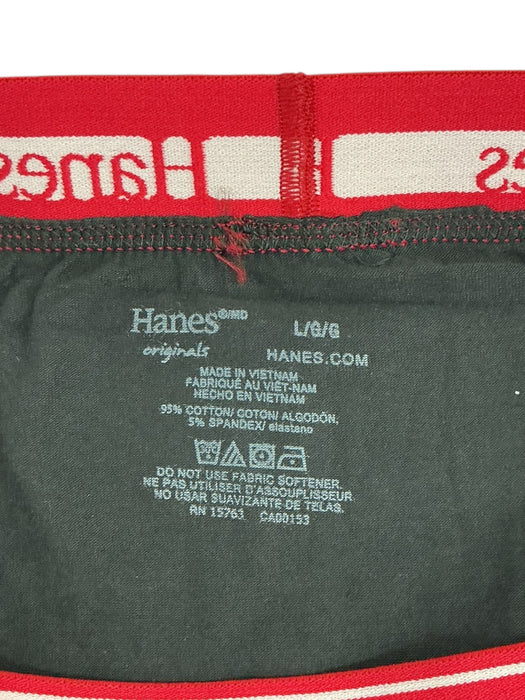 Hanes
es
Hanes®/MD L/G/G
originals HANES.COM
MADE IN VIETNAM
FABRIQUÉ AU VIÊT-NAM
HECHO EN VIETNAM
95% COTTON/ COTON/ ALGODÓN,
5% SPANDEX/ elastano
DO NOT USE FABRIC SOFTENER.
NE PAS UTILISER D'ASSOUPLISSEUR.
NO USAR SUAVIZANTE DE TELAS.
RN 15763 CA00153